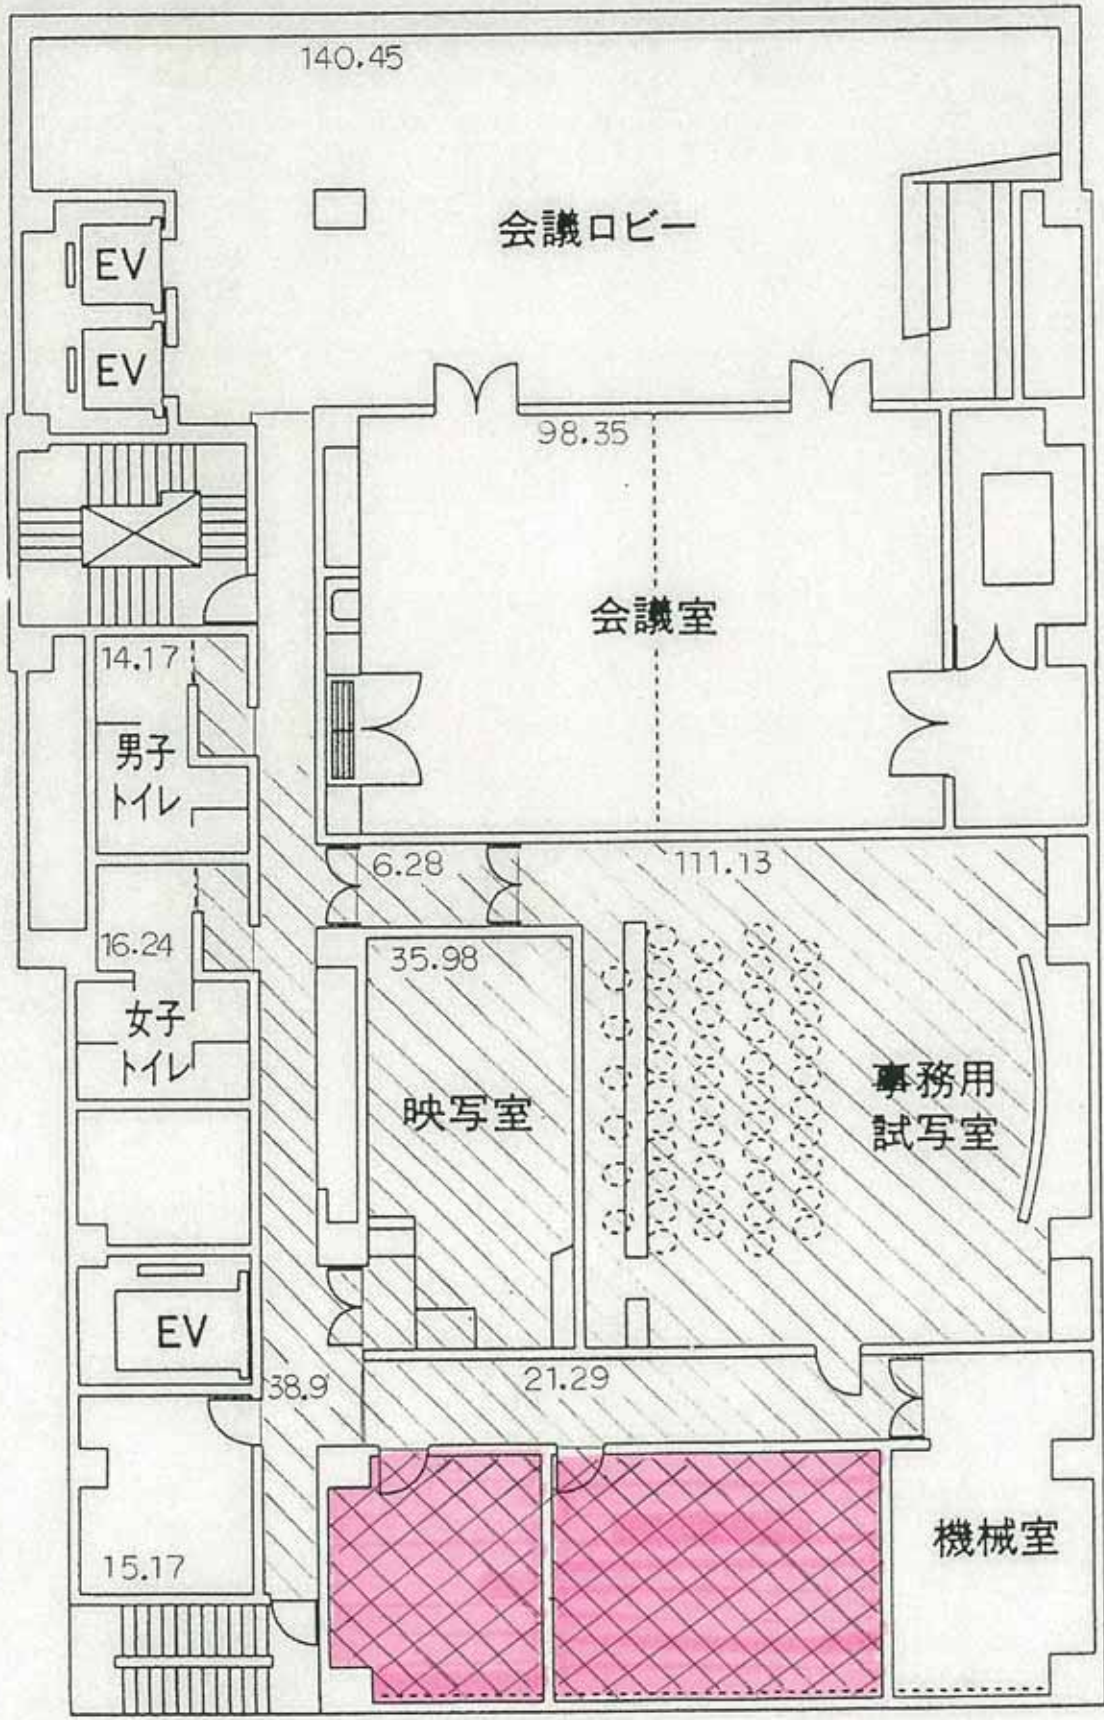 140.45
会議ロビー
EV
EV
98.35
会議室
14.17
男子
トイレ
6.28
111.13
16.24
35.98
女子
トイレ
映写室
事務用
試写室
EV
38.9
21.29
機械室
15.17